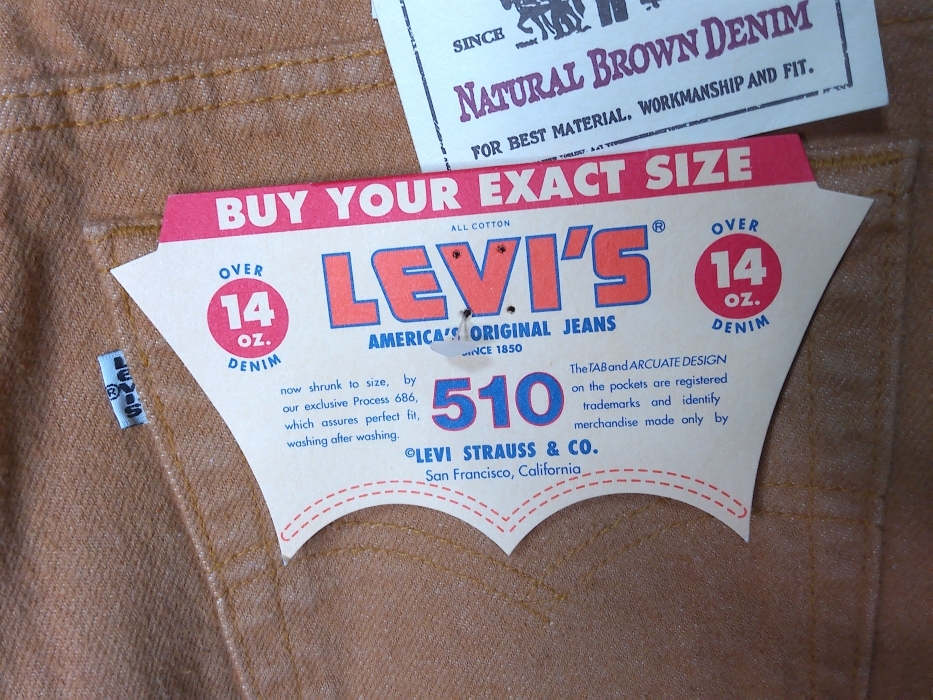 SINCE
NATURAL BROWN DENIM
FOR BEST MATERIAL, WORKMANSHIP AND FIT.
BUY YOUR EXACT SIZE
ALL COTTON
LEVI'S®
AMERICA'S ORIGINAL JEANS
SINCE 1850
OVER
14
OZ.
DENIM
OVER
14
OZ.
DENIM
now shrunk to size, by
our exclusive Process 686,
which assures perfect fit,
washing after washing.
510
The TAB and ARCUATE DESIGN
on the pockets are registered
trademarks and identify
merchandise made only by
©LEVI STRAUSS & CO.
San Francisco, California
LEVI'S
®